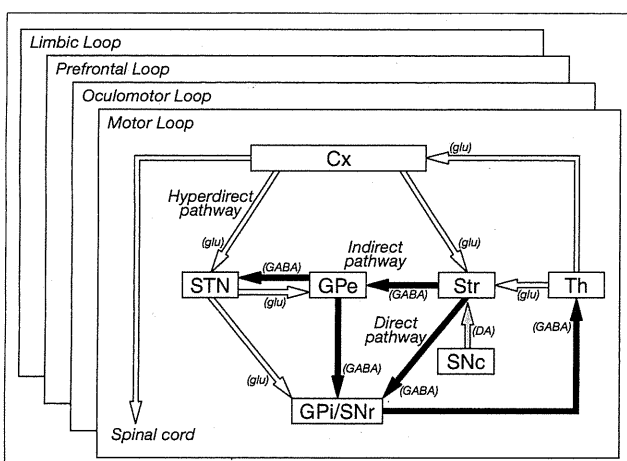 Limbic Loop
Prefrontal Loop
Oculomotor Loop
Motor Loop
Cx
(glu)
Hyperdirect
pathway
(glu)
(glu)
Indirect
pathway
(GABA)
STN
GPe
Str
Th
(glu)
(GABA)
(glu)
Direct
pathway
(DA)
(GABA)
SNc
(glu)
(GABA)
(GABA)
GPi/SNr
Spinal cord